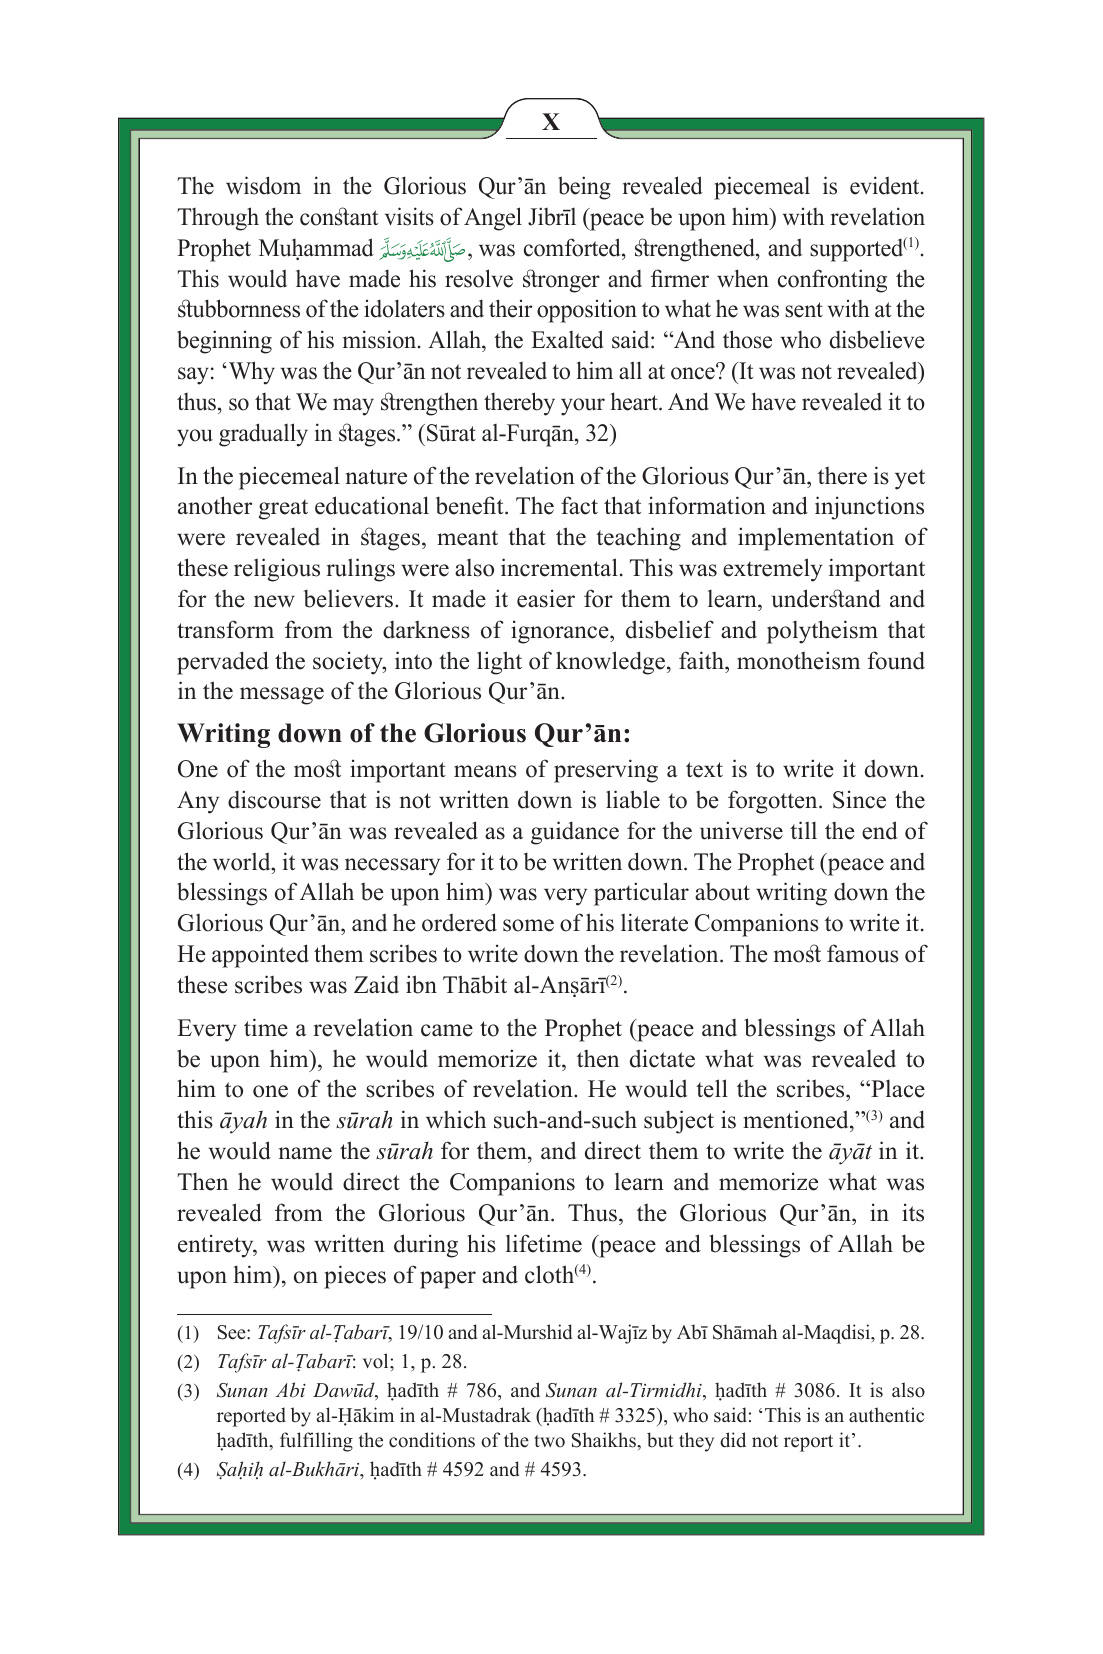 X
The wisdom in the Glorious Qur’ān being revealed piecemeal is evident.
Through the constant visits of Angel Jibrīl (peace be upon him) with revelation
Prophet Muḥammad صَلَّى اللَّهُ عَلَيْهِ وَسَلَّمَ, was comforted, strengthened, and supported(1).
This would have made his resolve stronger and firmer when confronting the
stubbornness of the idolaters and their opposition to what he was sent with at the
beginning of his mission. Allah, the Exalted said: “And those who disbelieve
say: ‘Why was the Qur’ān not revealed to him all at once? (It was not revealed)
thus, so that We may strengthen thereby your heart. And We have revealed it to
you gradually in stages.” (Sūrat al-Furqān, 32)
In the piecemeal nature of the revelation of the Glorious Qur’ān, there is yet
another great educational benefit. The fact that information and injunctions
were revealed in stages, meant that the teaching and implementation of
these religious rulings were also incremental. This was extremely important
for the new believers. It made it easier for them to learn, understand and
transform from the darkness of ignorance, disbelief and polytheism that
pervaded the society, into the light of knowledge, faith, monotheism found
in the message of the Glorious Qur’ān.
Writing down of the Glorious Qur’ān:
One of the most important means of preserving a text is to write it down.
Any discourse that is not written down is liable to be forgotten. Since the
Glorious Qur’ān was revealed as a guidance for the universe till the end of
the world, it was necessary for it to be written down. The Prophet (peace and
blessings of Allah be upon him) was very particular about writing down the
Glorious Qur’ān, and he ordered some of his literate Companions to write it.
He appointed them scribes to write down the revelation. The most famous of
these scribes was Zaid ibn Thābit al-Anṣārī(2).
Every time a revelation came to the Prophet (peace and blessings of Allah
be upon him), he would memorize it, then dictate what was revealed to
him to one of the scribes of revelation. He would tell the scribes, “Place
this āyah in the sūrah in which such-and-such subject is mentioned,”(3) and
he would name the sūrah for them, and direct them to write the āyāt in it.
Then he would direct the Companions to learn and memorize what was
revealed from the Glorious Qur’ān. Thus, the Glorious Qur’ān, in its
entirety, was written during his lifetime (peace and blessings of Allah be
upon him), on pieces of paper and cloth(4).
(1) See: Tafsīr al-Ṭabarī, 19/10 and al-Murshid al-Wajīz by Abī Shāmah al-Maqdisi, p. 28.
(2) Tafsīr al-Ṭabarī: vol; 1, p. 28.
(3) Sunan Abi Dawūd, ḥadīth # 786, and Sunan al-Tirmidhi, ḥadīth # 3086. It is also
reported by al-Ḥākim in al-Mustadrak (ḥadīth # 3325), who said: ‘This is an authentic
ḥadīth, fulfilling the conditions of the two Shaikhs, but they did not report it’.
(4) Ṣaḥiḥ al-Bukhāri, ḥadīth # 4592 and # 4593.